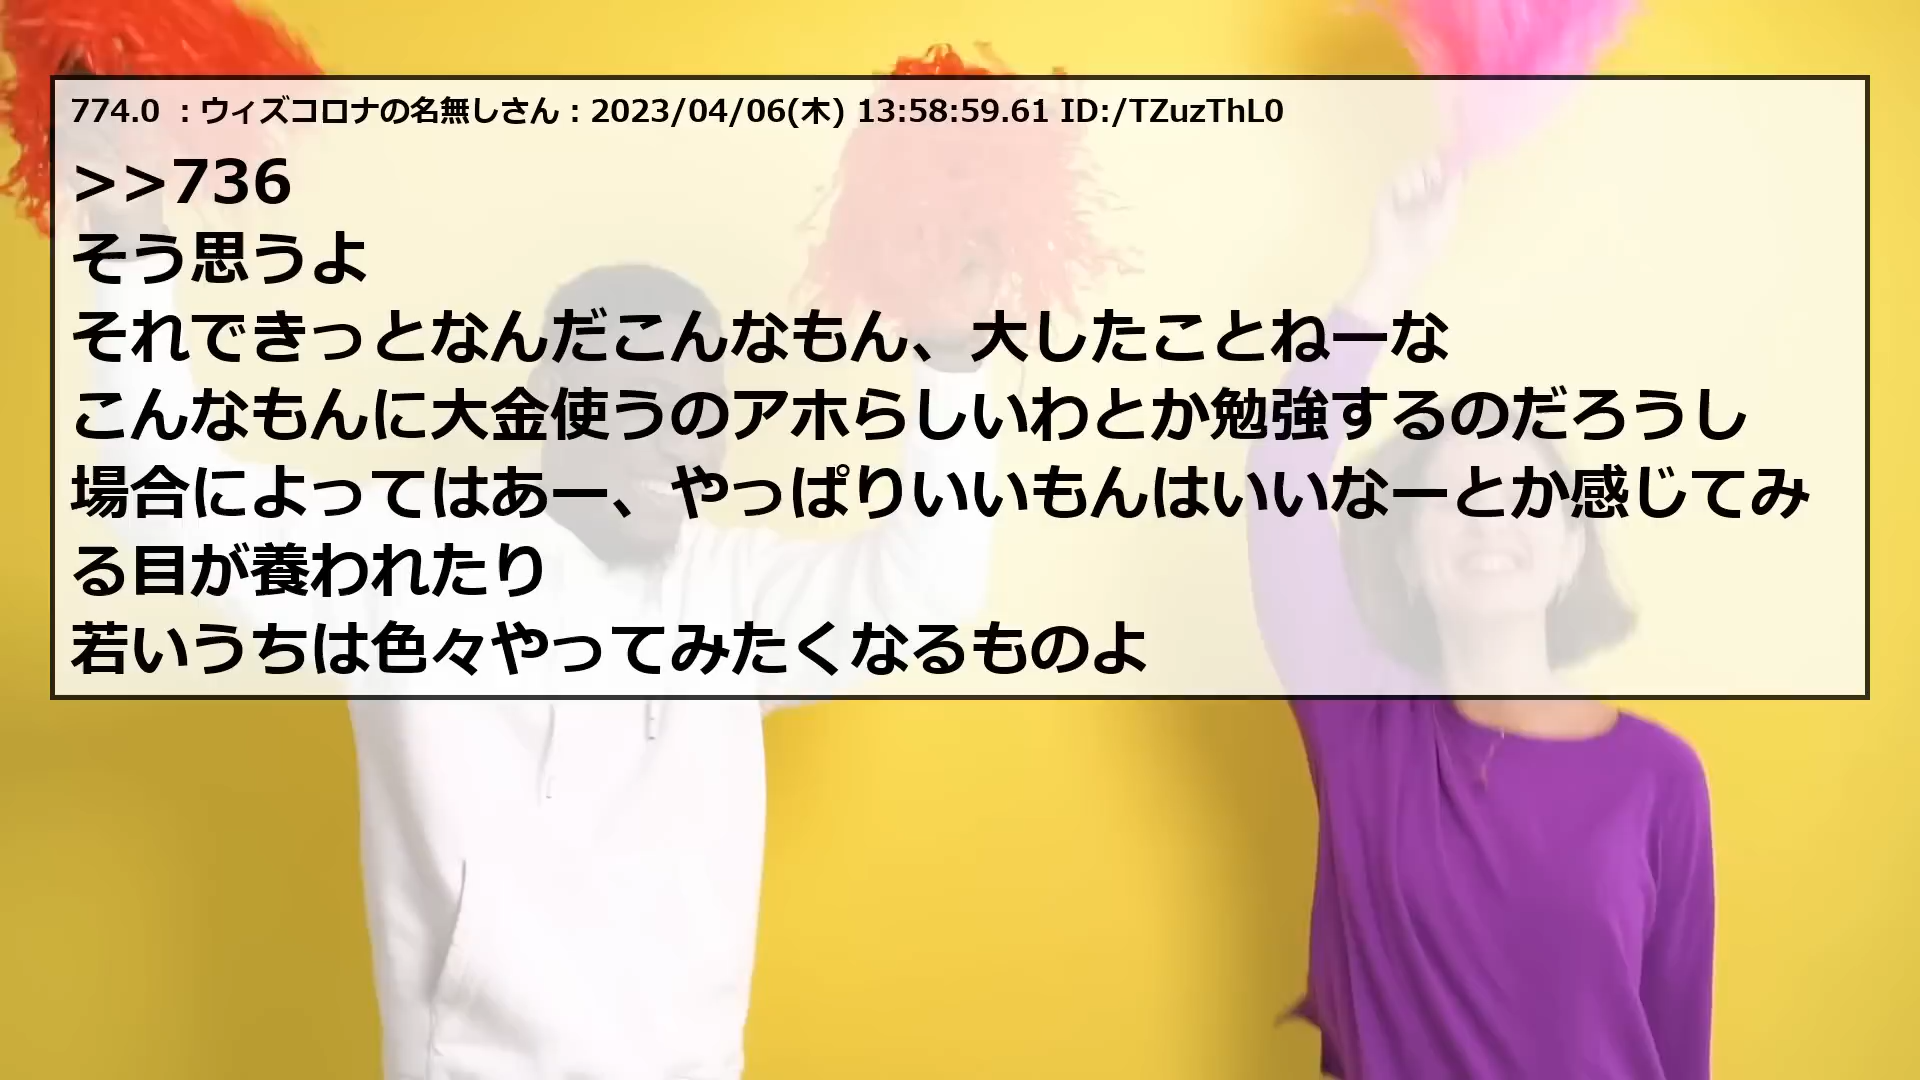 774.0 ：ウィズコロナの名無しさん：2023/04/06(木) 13:58:59.61 ID:/TZuzThL0
>>736
そう思うよ
それできっとなんだこんなもん、大したことねーな
こんなもんに大金使うのアホらしいわとか勉強するのだろうし
場合によってはあー、やっぱりいいもんはいいなーとか感じてみ
る目が養われたり
若いうちは色々やってみたくなるものよ